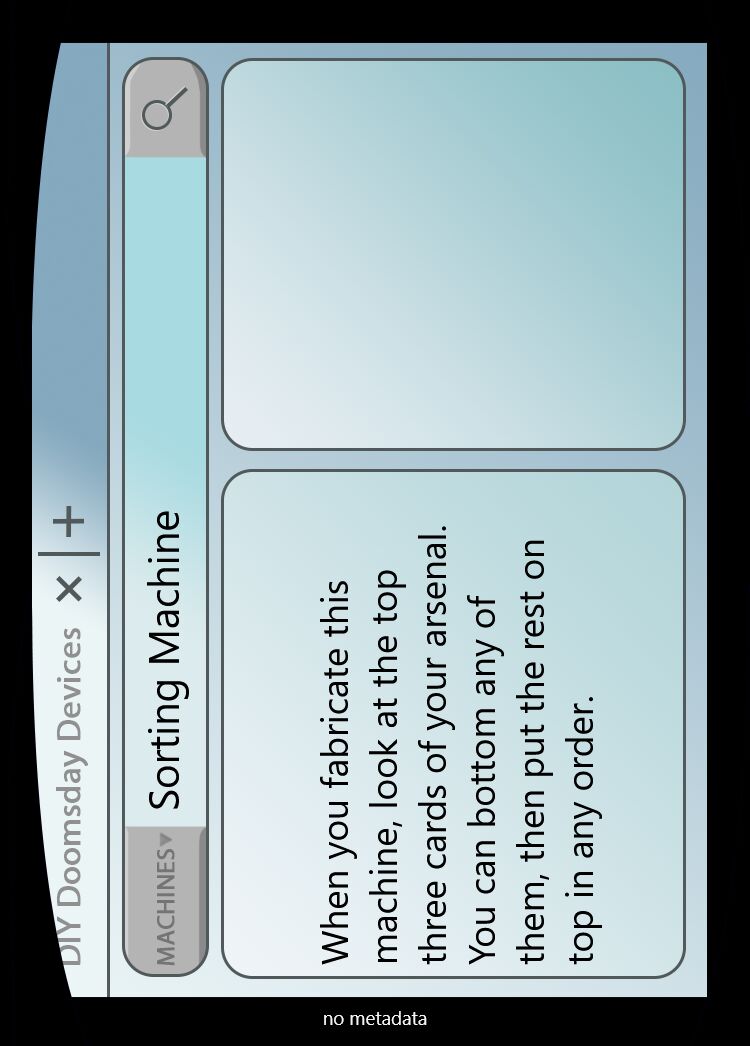 DIY Doomsday Devices × | +
MACHINES▾
Sorting Machine
When you fabricate this
machine, look at the top
three cards of your arsenal.
You can bottom any of
them, then put the rest on
top in any order.
no metadata